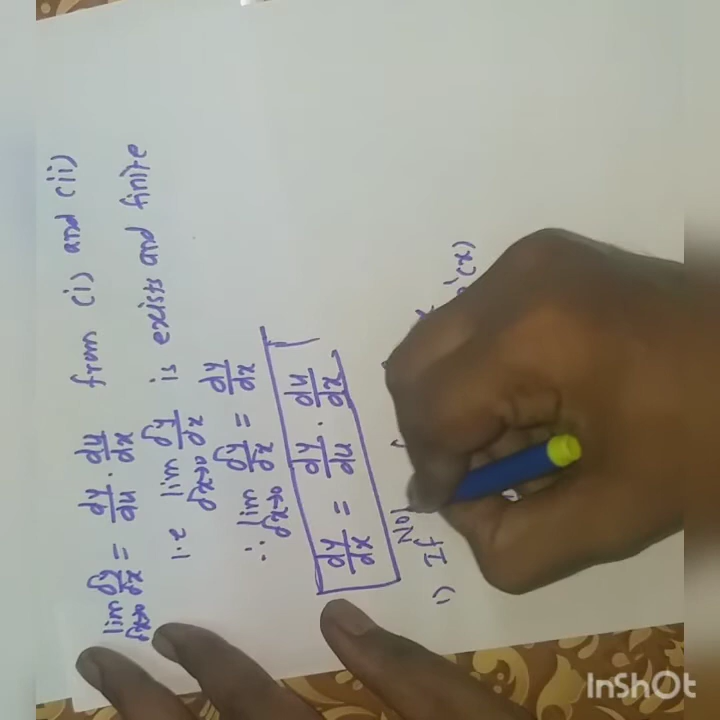 lim δy/δx = dy/du . du/dx from (i) and (ii)
δx→0
i.e lim δy/δx is exists and finite
δx→0
∴ lim δy/δx = dy/dx
δx→0
dy/dx = dy/du . du/dx
1) If
InShOt